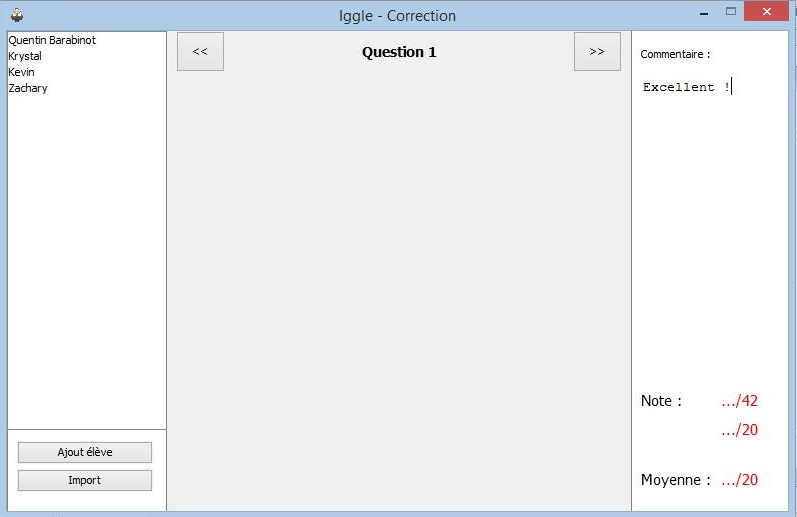 Iggle - Correction
Quentin Barabinot
Krystal
Kevin
Zachary
Ajout élève
Import
<<
Question 1
>>
Commentaire :
Excellent !
Note : .../42
.../20
Moyenne : .../20